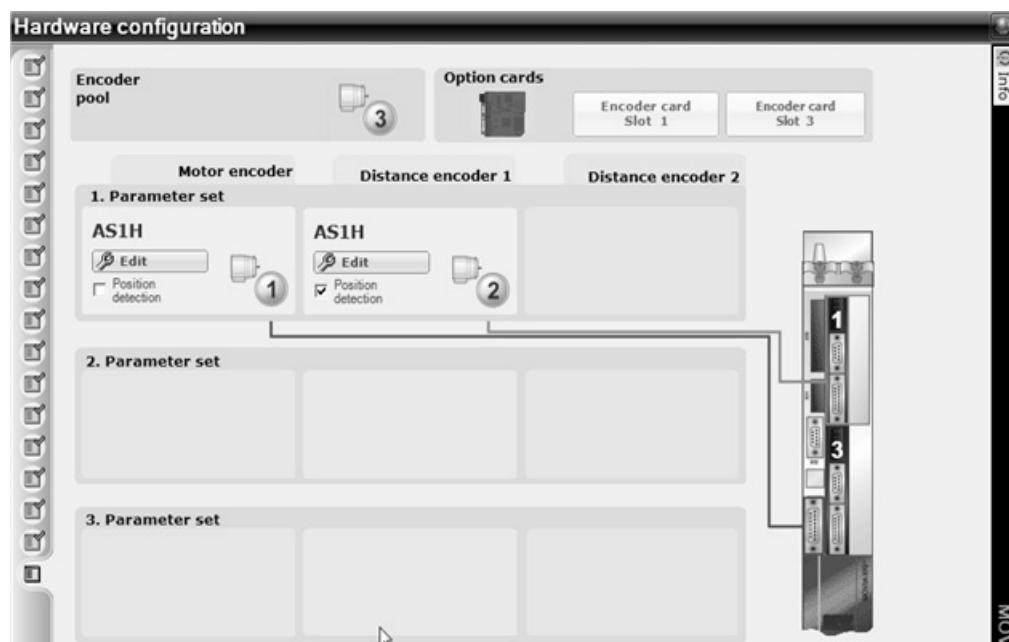 Hardware configuration
Info
Encoder
pool
3
Option cards
Encoder card
Slot 1
Encoder card
Slot 3
Motor encoder
Distance encoder 1
Distance encoder 2
1. Parameter set
AS1H
Edit
Position
detection
1
AS1H
Edit
Position
detection
2
1
2. Parameter set
3
3. Parameter set
MOV